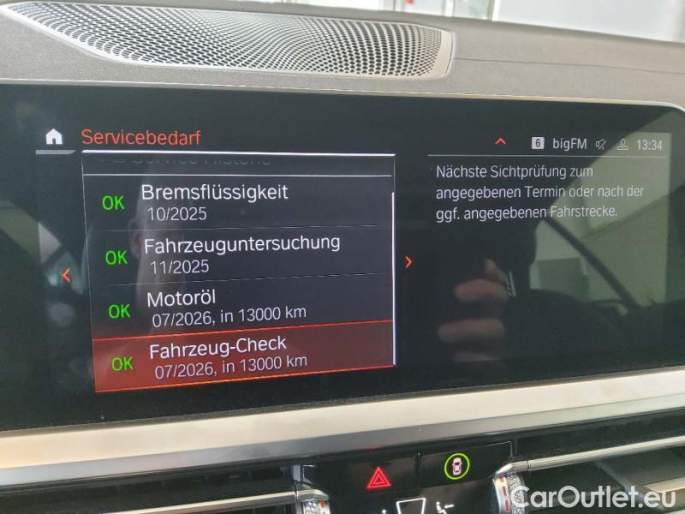 Servicebedarf
6 bigFM 13:34
Service Historie
OK Bremsflüssigkeit
10/2025
OK Fahrzeuguntersuchung
11/2025
OK Motoröl
07/2026, in 13000 km
OK Fahrzeug-Check
07/2026, in 13000 km
Nächste Sichtprüfung zum
angegebenen Termin oder nach der
ggf. angegebenen Fahrstrecke.
CarOutlet.eu